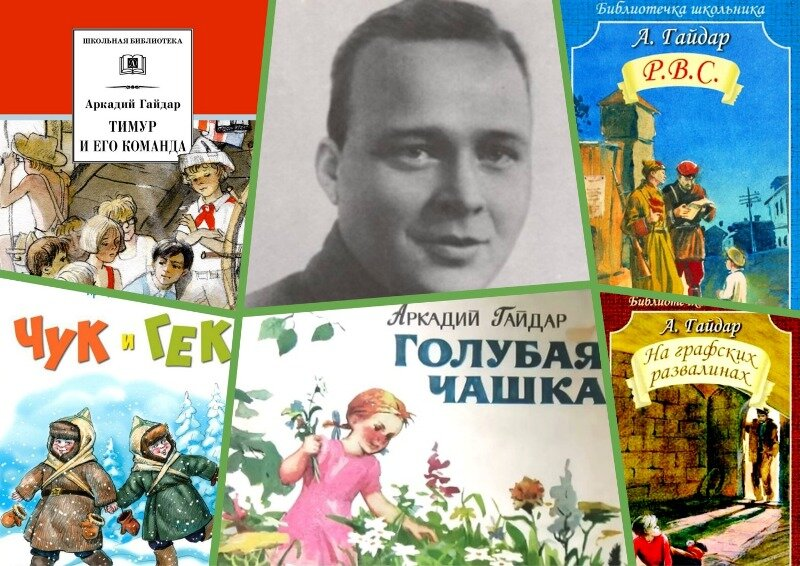 ШКОЛЬНАЯ БИБЛИОТЕКА
Аркадий Гайдар
ТИМУР
И ЕГО КОМАНДА
Библиотечка школьника
А. Гайдар
Р.В.С.
ЧУК и ГЕК
АРКАДИЙ ГАЙДАР
ГОЛУБАЯ
ЧАШКА
Библиотечка
А. Гайдар
На графских
развалинах